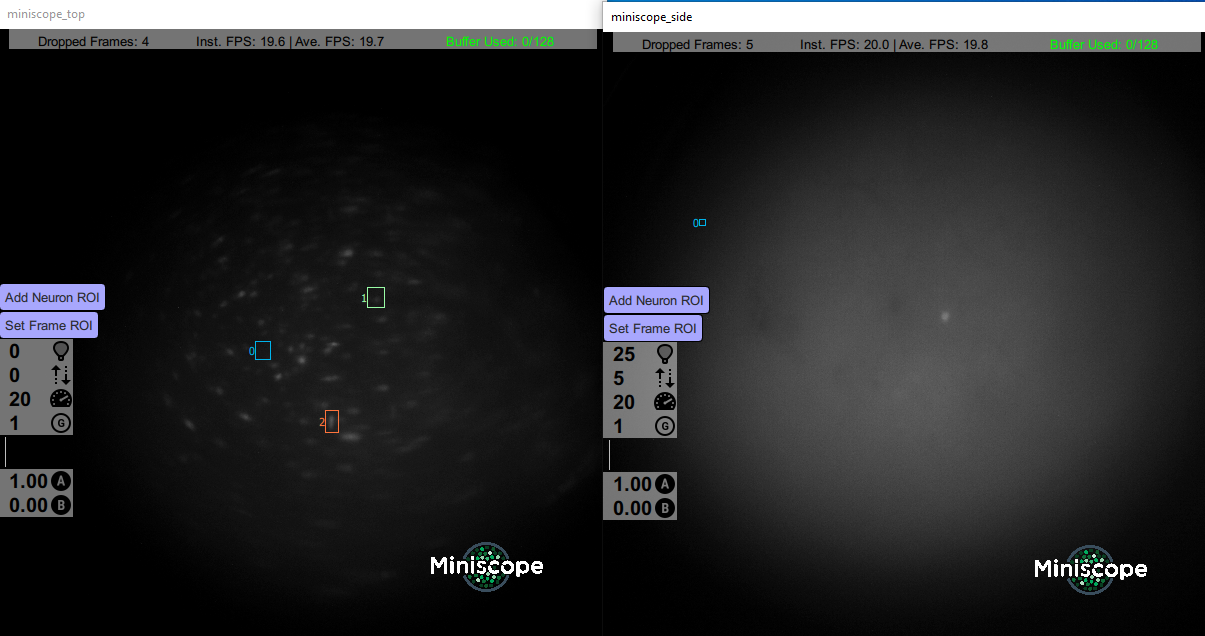 miniscope_top
Dropped Frames: 4 Inst. FPS: 19.6 | Ave. FPS: 19.7 Buffer Used: 0/128
1
Add Neuron ROI
Set Frame ROI
0
0
0
20
1 G
2
1.00 A
0.00 B
Miniscope
miniscope_side
Dropped Frames: 5 Inst. FPS: 20.0 | Ave. FPS: 19.8 Buffer Used: 0/128
0
Add Neuron ROI
Set Frame ROI
25
5
20
1 G
1.00 A
0.00 B
Miniscope